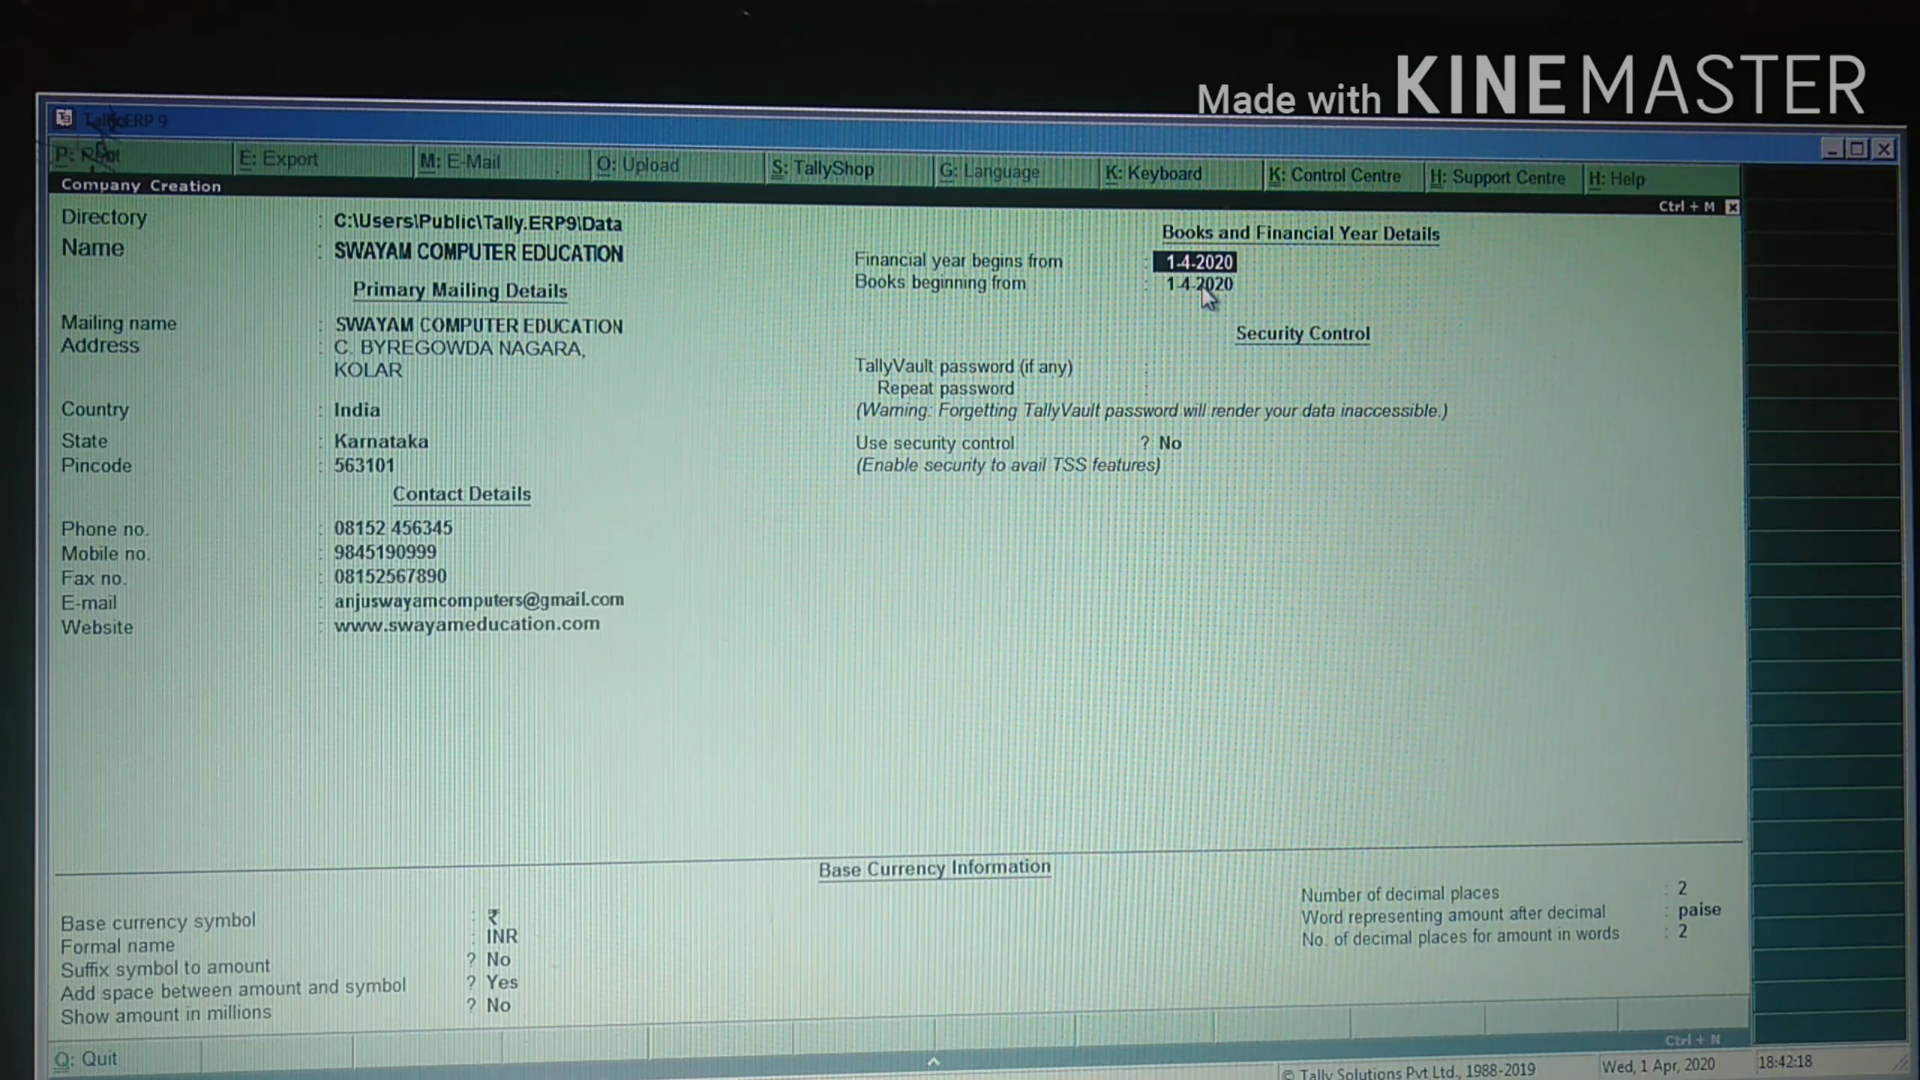 Made with KINEMASTER
Tally.ERP 9
P: Print E: Export M: E-Mail O: Upload S: TallyShop G: Language K: Keyboard K: Control Centre H: Support Centre H: Help
Company Creation
Ctrl + M
Directory : C:\Users\Public\Tally.ERP9\Data
Name : SWAYAM COMPUTER EDUCATION
Primary Mailing Details
Mailing name : SWAYAM COMPUTER EDUCATION
Address : C. BYREGOWDA NAGARA,
KOLAR
Country : India
State : Karnataka
Pincode : 563101
Contact Details
Phone no. : 08152 456345
Mobile no. : 9845190999
Fax no. : 08152567890
E-mail : anjuswayamcomputers@gmail.com
Website : www.swayameducation.com
Books and Financial Year Details
Financial year begins from : 1-4-2020
Books beginning from : 1-4-2020
Security Control
TallyVault password (if any) :
Repeat password :
(Warning: Forgetting TallyVault password will render your data inaccessible.)
Use security control ? No
(Enable security to avail TSS features)
Base Currency Information
Base currency symbol : ₹
Formal name : INR
Suffix symbol to amount ? No
Add space between amount and symbol ? Yes
Show amount in millions ? No
Number of decimal places : 2
Word representing amount after decimal : paise
No. of decimal places for amount in words : 2
Q: Quit
Ctrl + N
© Tally Solutions Pvt Ltd., 1988-2019 Wed, 1 Apr, 2020 18:42:18